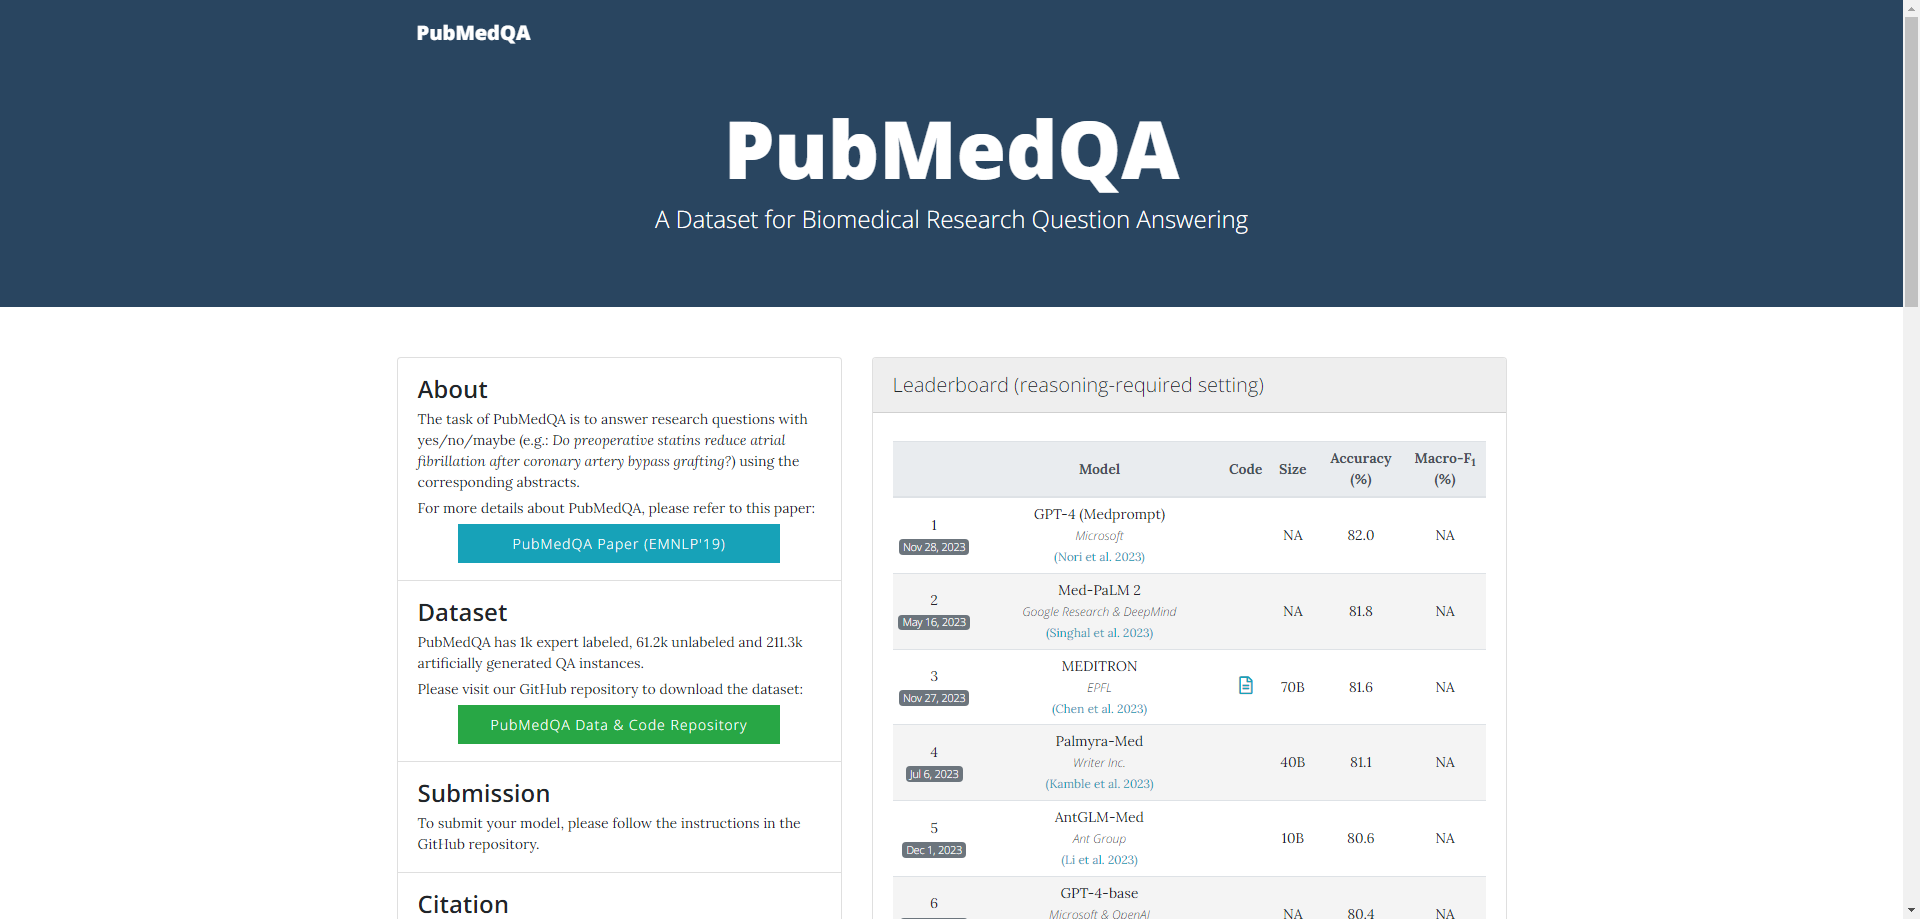 PubMedQA
PubMedQA
A Dataset for Biomedical Research Question Answering
About
The task of PubMedQA is to answer research questions with
yes/no/maybe (e.g.: Do preoperative statins reduce atrial
fibrillation after coronary artery bypass grafting?) using the
corresponding abstracts.
For more details about PubMedQA, please refer to this paper:
PubMedQA Paper (EMNLP'19)
Dataset
PubMedQA has 1k expert labeled, 61.2k unlabeled and 211.3k
artificially generated QA instances.
Please visit our GitHub repository to download the dataset:
PubMedQA Data & Code Repository
Submission
To submit your model, please follow the instructions in the
GitHub repository.
Citation
Leaderboard (reasoning-required setting)
Model Code Size Accuracy (%) Macro-F1 (%)
1 GPT-4 (Medprompt) NA 82.0 NA
Nov 28, 2023 Microsoft
(Nori et al. 2023)
2 Med-PaLM 2 NA 81.8 NA
May 16, 2023 Google Research & DeepMind
(Singhal et al. 2023)
3 MEDITRON 70B 81.6 NA
Nov 27, 2023 EPFL
(Chen et al. 2023)
4 Palmyra-Med 40B 81.1 NA
Jul 6, 2023 Writer Inc.
(Kamble et al. 2023)
5 AntGLM-Med 10B 80.6 NA
Dec 1, 2023 Ant Group
(Li et al. 2023)
6 GPT-4-base NA 80.4 NA
Microsoft & OpenAI